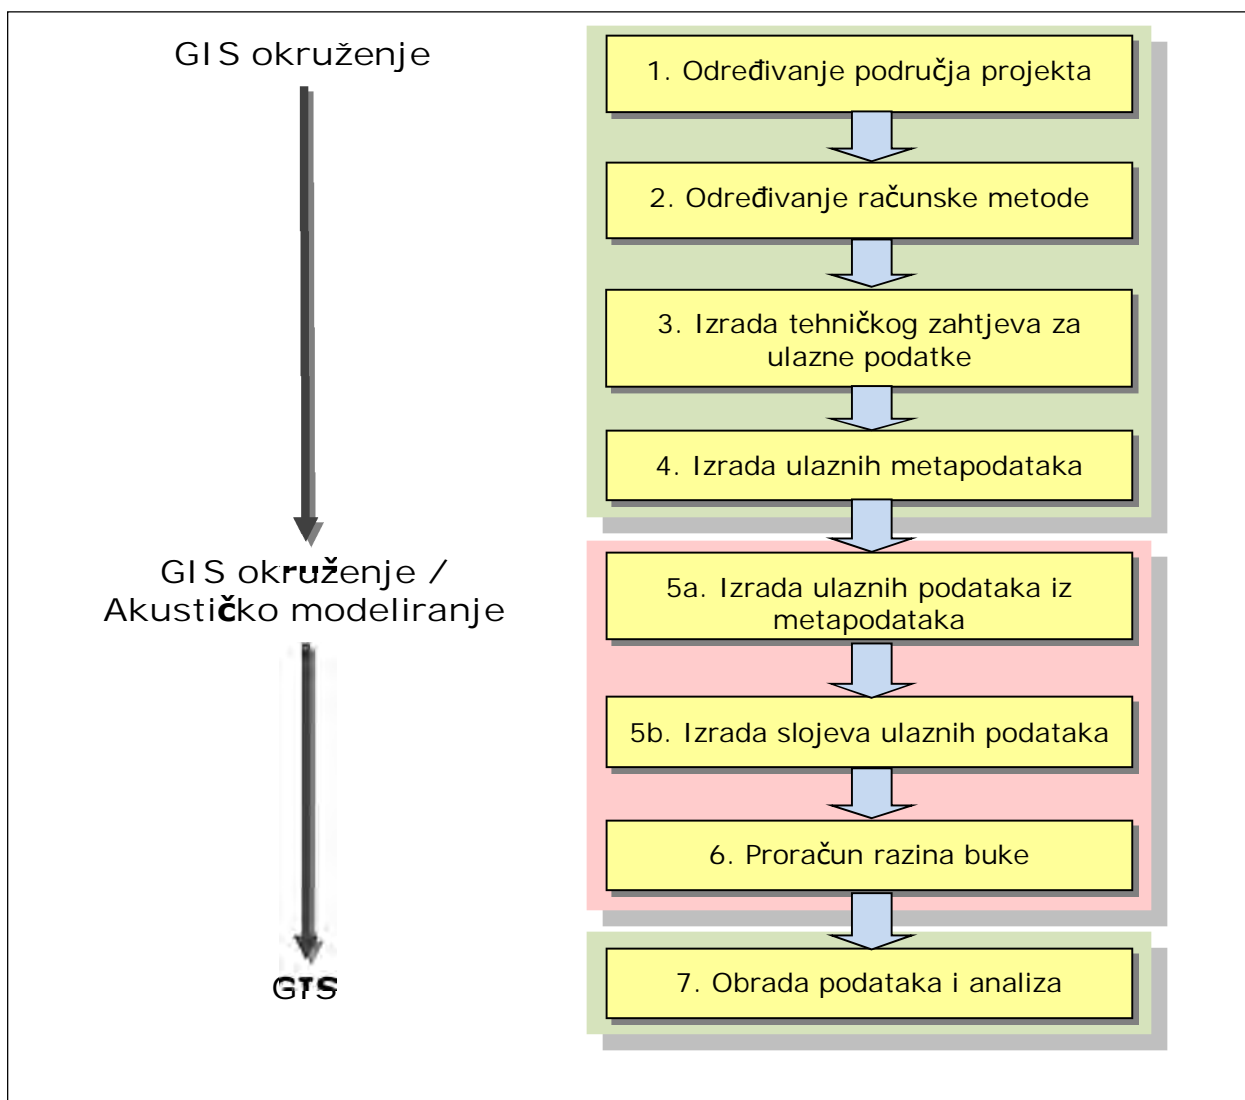 GIS okruženje
GIS okruženje /
Akustičko modeliranje
GIS
1. Određivanje područja projekta
2. Određivanje računske metode
3. Izrada tehničkog zahtjeva za
ulazne podatke
4. Izrada ulaznih metapodataka
5a. Izrada ulaznih podataka iz
metapodataka
5b. Izrada slojeva ulaznih podataka
6. Proračun razina buke
7. Obrada podataka i analiza